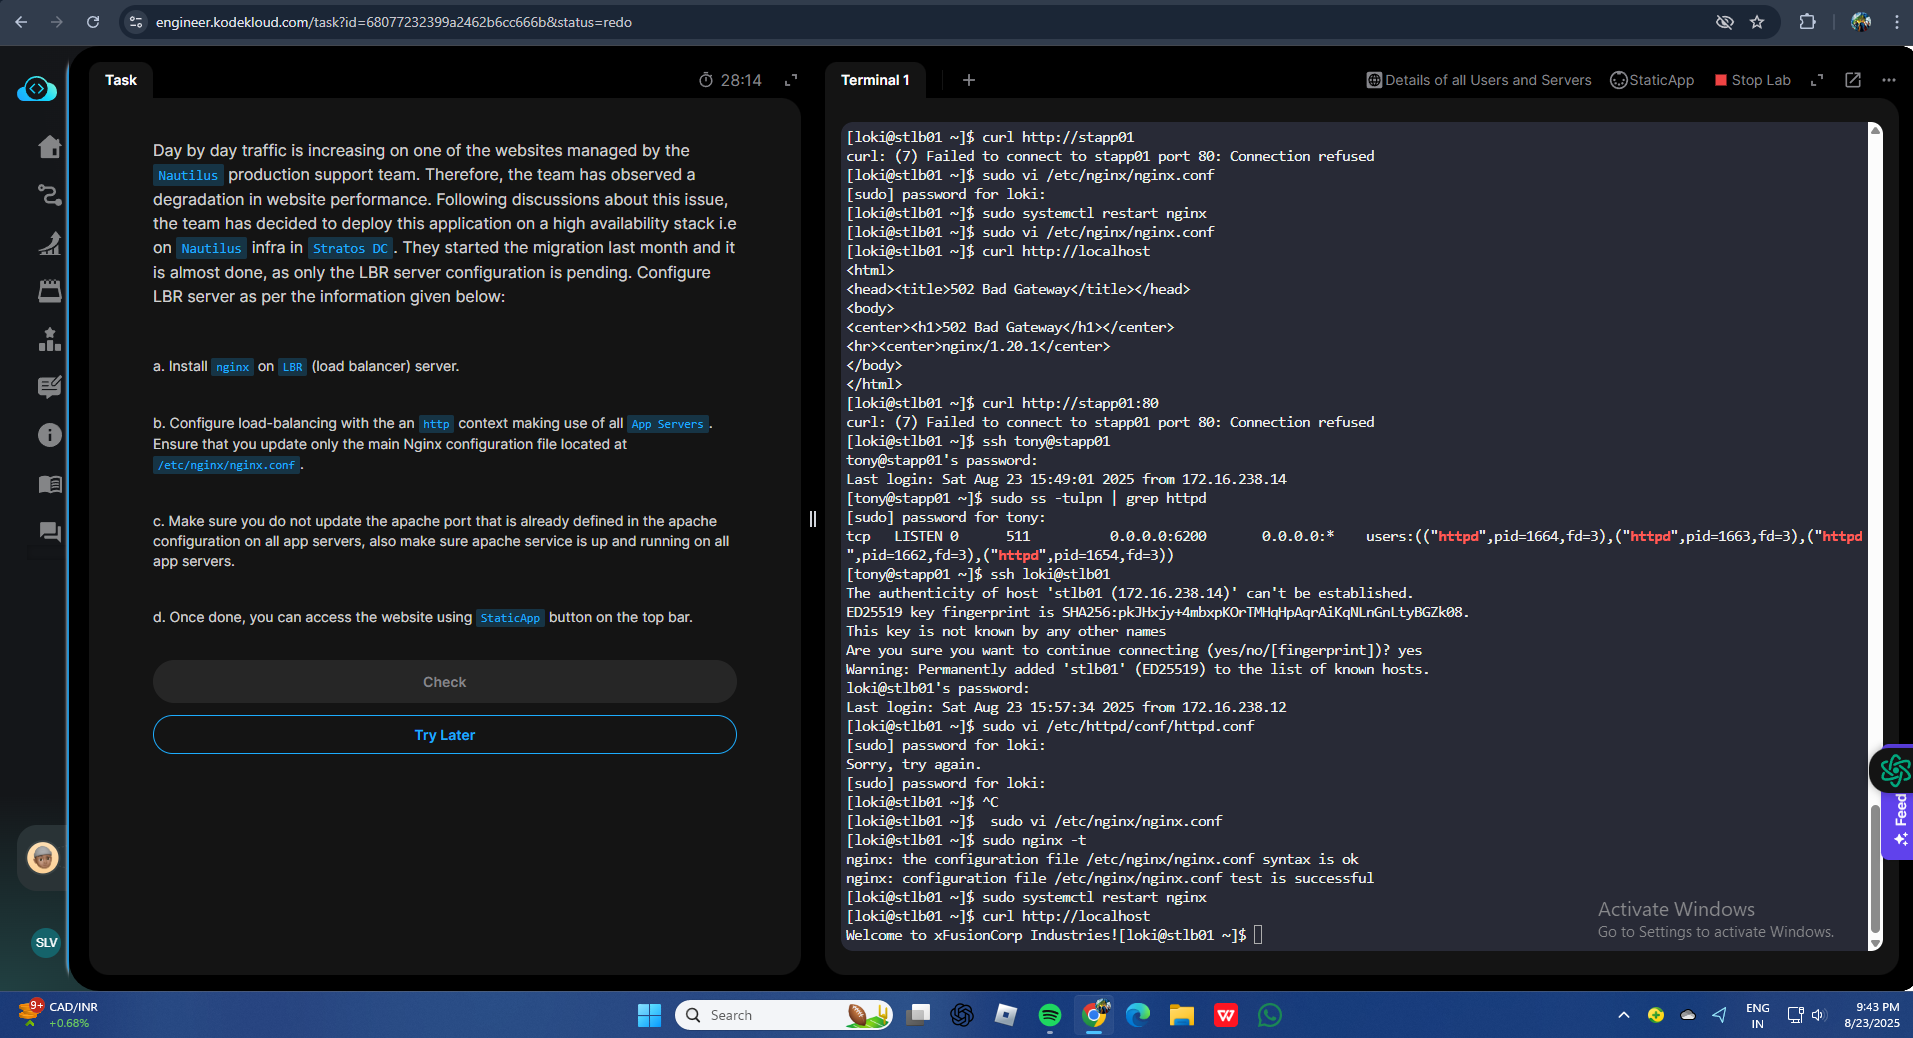 engineer.kodekloud.com/task?id=68077232399a2462b6cc666b&status=redo
Task
28:14
Day by day traffic is increasing on one of the websites managed by the
Nautilus production support team. Therefore, the team has observed a
degradation in website performance. Following discussions about this issue,
the team has decided to deploy this application on a high availability stack i.e
on Nautilus infra in Stratos DC. They started the migration last month and it
is almost done, as only the LBR server configuration is pending. Configure
LBR server as per the information given below:
a. Install nginx on LBR (load balancer) server.
b. Configure load-balancing with the an http context making use of all App Servers.
Ensure that you update only the main Nginx configuration file located at
/etc/nginx/nginx.conf.
c. Make sure you do not update the apache port that is already defined in the apache
configuration on all app servers, also make sure apache service is up and running on all
app servers.
d. Once done, you can access the website using StaticApp button on the top bar.
Check
Try Later
SLV
Terminal 1
+
Details of all Users and Servers
StaticApp
Stop Lab
[loki@stlb01 ~]$ curl http://stapp01
curl: (7) Failed to connect to stapp01 port 80: Connection refused
[loki@stlb01 ~]$ sudo vi /etc/nginx/nginx.conf
[sudo] password for loki:
[loki@stlb01 ~]$ sudo systemctl restart nginx
[loki@stlb01 ~]$ sudo vi /etc/nginx/nginx.conf
[loki@stlb01 ~]$ curl http://localhost
<html>
<head><title>502 Bad Gateway</title></head>
<body>
<center><h1>502 Bad Gateway</h1></center>
<hr><center>nginx/1.20.1</center>
</body>
</html>
[loki@stlb01 ~]$ curl http://stapp01:80
curl: (7) Failed to connect to stapp01 port 80: Connection refused
[loki@stlb01 ~]$ ssh tony@stapp01
tony@stapp01's password:
Last login: Sat Aug 23 15:49:01 2025 from 172.16.238.14
[tony@stapp01 ~]$ sudo ss -tulpn | grep httpd
[sudo] password for tony:
tcp   LISTEN 0      511          0.0.0.0:6200       0.0.0.0:*    users:(("httpd",pid=1664,fd=3),("httpd",pid=1663,fd=3),("httpd
",pid=1662,fd=3),("httpd",pid=1654,fd=3))
[tony@stapp01 ~]$ ssh loki@stlb01
The authenticity of host 'stlb01 (172.16.238.14)' can't be established.
ED25519 key fingerprint is SHA256:pkJHxjy+4mbxpKOrTMHqHpAqrAiKqNLnGnLtyBGZk08.
This key is not known by any other names
Are you sure you want to continue connecting (yes/no/[fingerprint])? yes
Warning: Permanently added 'stlb01' (ED25519) to the list of known hosts.
loki@stlb01's password:
Last login: Sat Aug 23 15:57:34 2025 from 172.16.238.12
[loki@stlb01 ~]$ sudo vi /etc/httpd/conf/httpd.conf
[sudo] password for loki:
Sorry, try again.
[sudo] password for loki:
[loki@stlb01 ~]$ ^C
[loki@stlb01 ~]$  sudo vi /etc/nginx/nginx.conf
[loki@stlb01 ~]$ sudo nginx -t
nginx: the configuration file /etc/nginx/nginx.conf syntax is ok
nginx: configuration file /etc/nginx/nginx.conf test is successful
[loki@stlb01 ~]$ sudo systemctl restart nginx
[loki@stlb01 ~]$ curl http://localhost
Welcome to xFusionCorp Industries![loki@stlb01 ~]$
Activate Windows
Go to Settings to activate Windows.
Feed
9+
CAD/INR
+0.68%
Search
W
ENG
IN
9:43 PM
8/23/2025